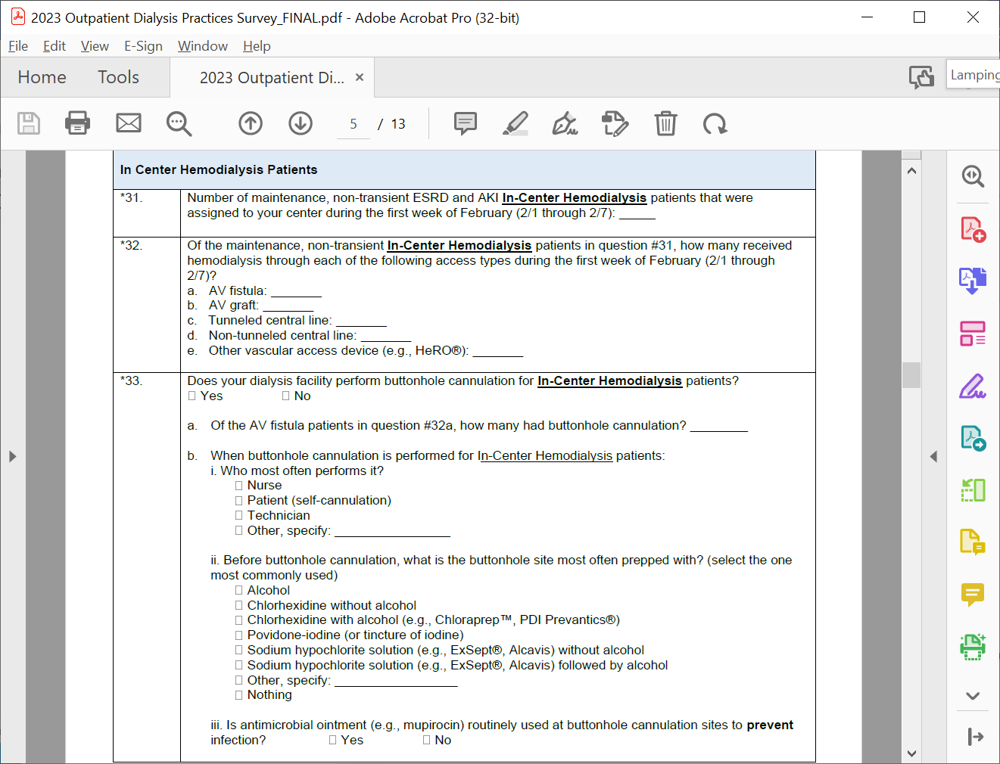 2023 Outpatient Dialysis Practices Survey_FINAL.pdf - Adobe Acrobat Pro (32-bit)
File Edit View E-Sign Window Help
Home Tools 2023 Outpatient Di... ×
Lamping
5 / 13
In Center Hemodialysis Patients
*31. Number of maintenance, non-transient ESRD and AKI In-Center Hemodialysis patients that were
assigned to your center during the first week of February (2/1 through 2/7): _____
*32. Of the maintenance, non-transient In-Center Hemodialysis patients in question #31, how many received
hemodialysis through each of the following access types during the first week of February (2/1 through
2/7)?
a. AV fistula: _______
b. AV graft: _______
c. Tunneled central line: _______
d. Non-tunneled central line: _______
e. Other vascular access device (e.g., HeRO®): _______
*33. Does your dialysis facility perform buttonhole cannulation for In-Center Hemodialysis patients?
☐ Yes ☐ No
a. Of the AV fistula patients in question #32a, how many had buttonhole cannulation? ________
b. When buttonhole cannulation is performed for In-Center Hemodialysis patients:
i. Who most often performs it?
☐ Nurse
☐ Patient (self-cannulation)
☐ Technician
☐ Other, specify: ________________
ii. Before buttonhole cannulation, what is the buttonhole site most often prepped with? (select the one
most commonly used)
☐ Alcohol
☐ Chlorhexidine without alcohol
☐ Chlorhexidine with alcohol (e.g., Chloraprep™, PDI Prevantics®)
☐ Povidone-iodine (or tincture of iodine)
☐ Sodium hypochlorite solution (e.g., ExSept®, Alcavis) without alcohol
☐ Sodium hypochlorite solution (e.g., ExSept®, Alcavis) followed by alcohol
☐ Other, specify: _________________
☐ Nothing
iii. Is antimicrobial ointment (e.g., mupirocin) routinely used at buttonhole cannulation sites to prevent
infection? ☐ Yes ☐ No